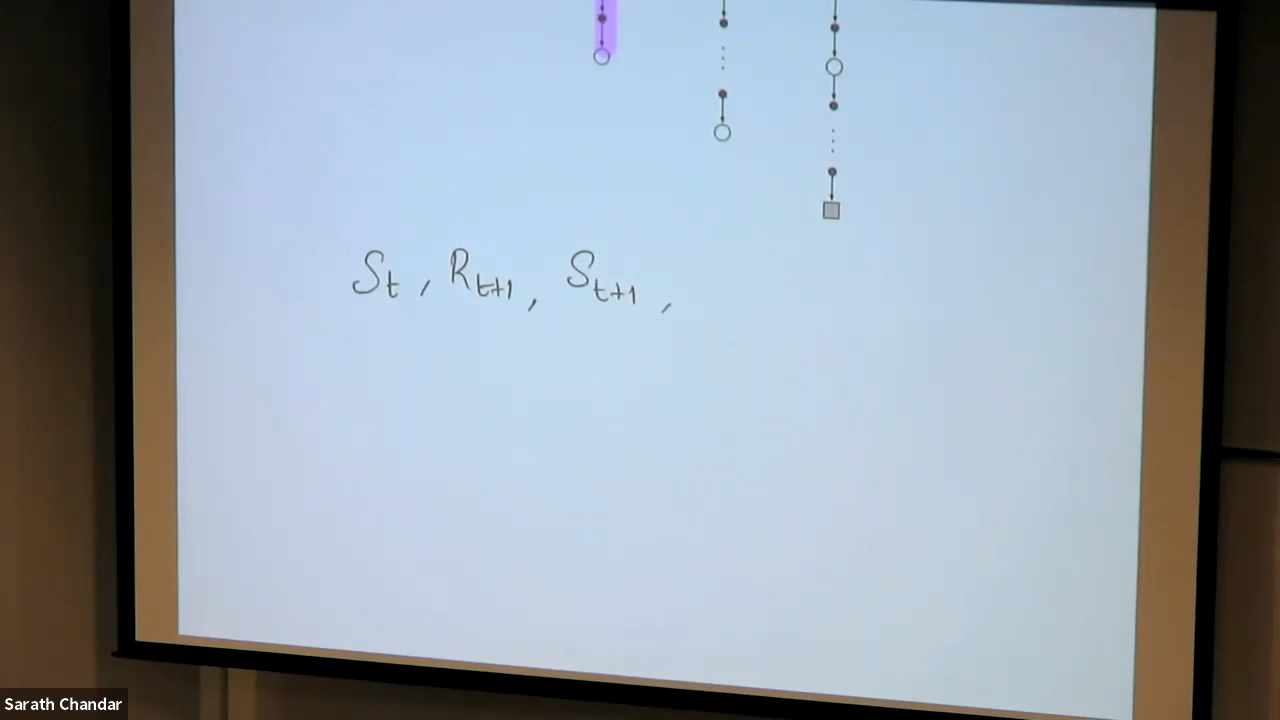 St , Rt+1 , St+1 ,
Sarath Chandar